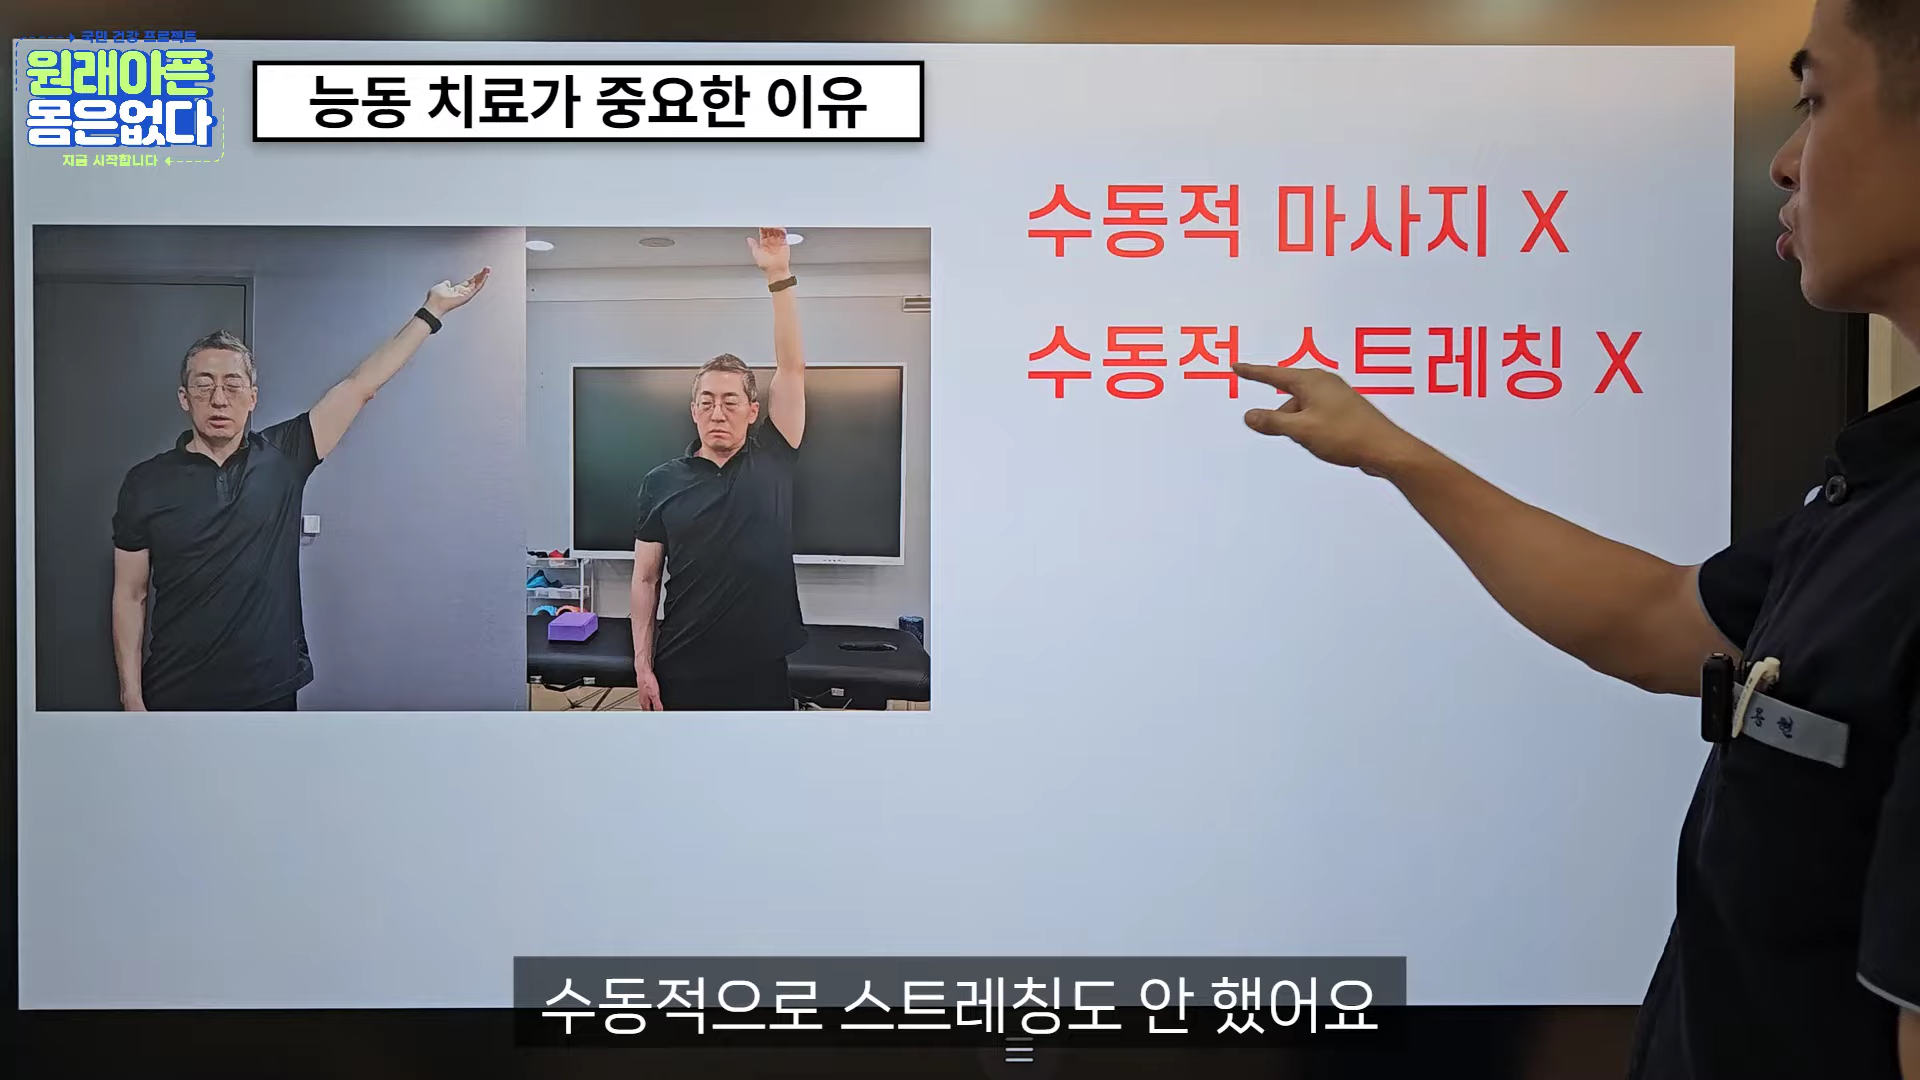 국민 건강 프로젝트
원래아픈
몸은없다
지금 시작합니다
능동 치료가 중요한 이유
수동적 마사지 X
수동적 스트레칭 X
수동적으로 스트레칭도 안 했어요